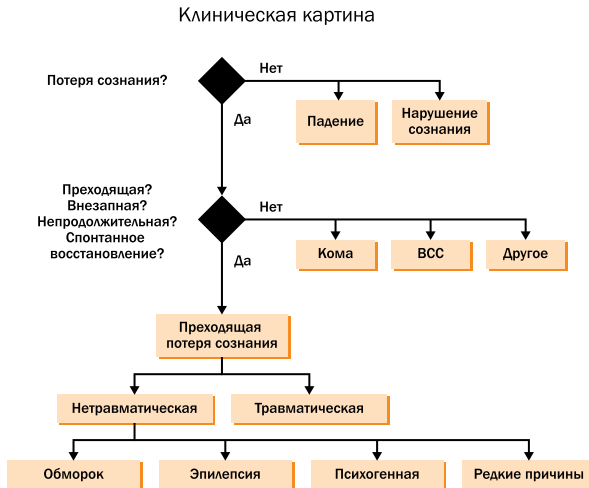 Клиническая картина
Потеря сознания?
Нет
Да
Падение
Нарушение
сознания
Преходящая?
Внезапная?
Непродолжительная?
Спонтанное
восстановление?
Нет
Да
Кома
ВСС
Другое
Преходящая
потеря сознания
Нетравматическая
Травматическая
Обморок
Эпилепсия
Психогенная
Редкие причины